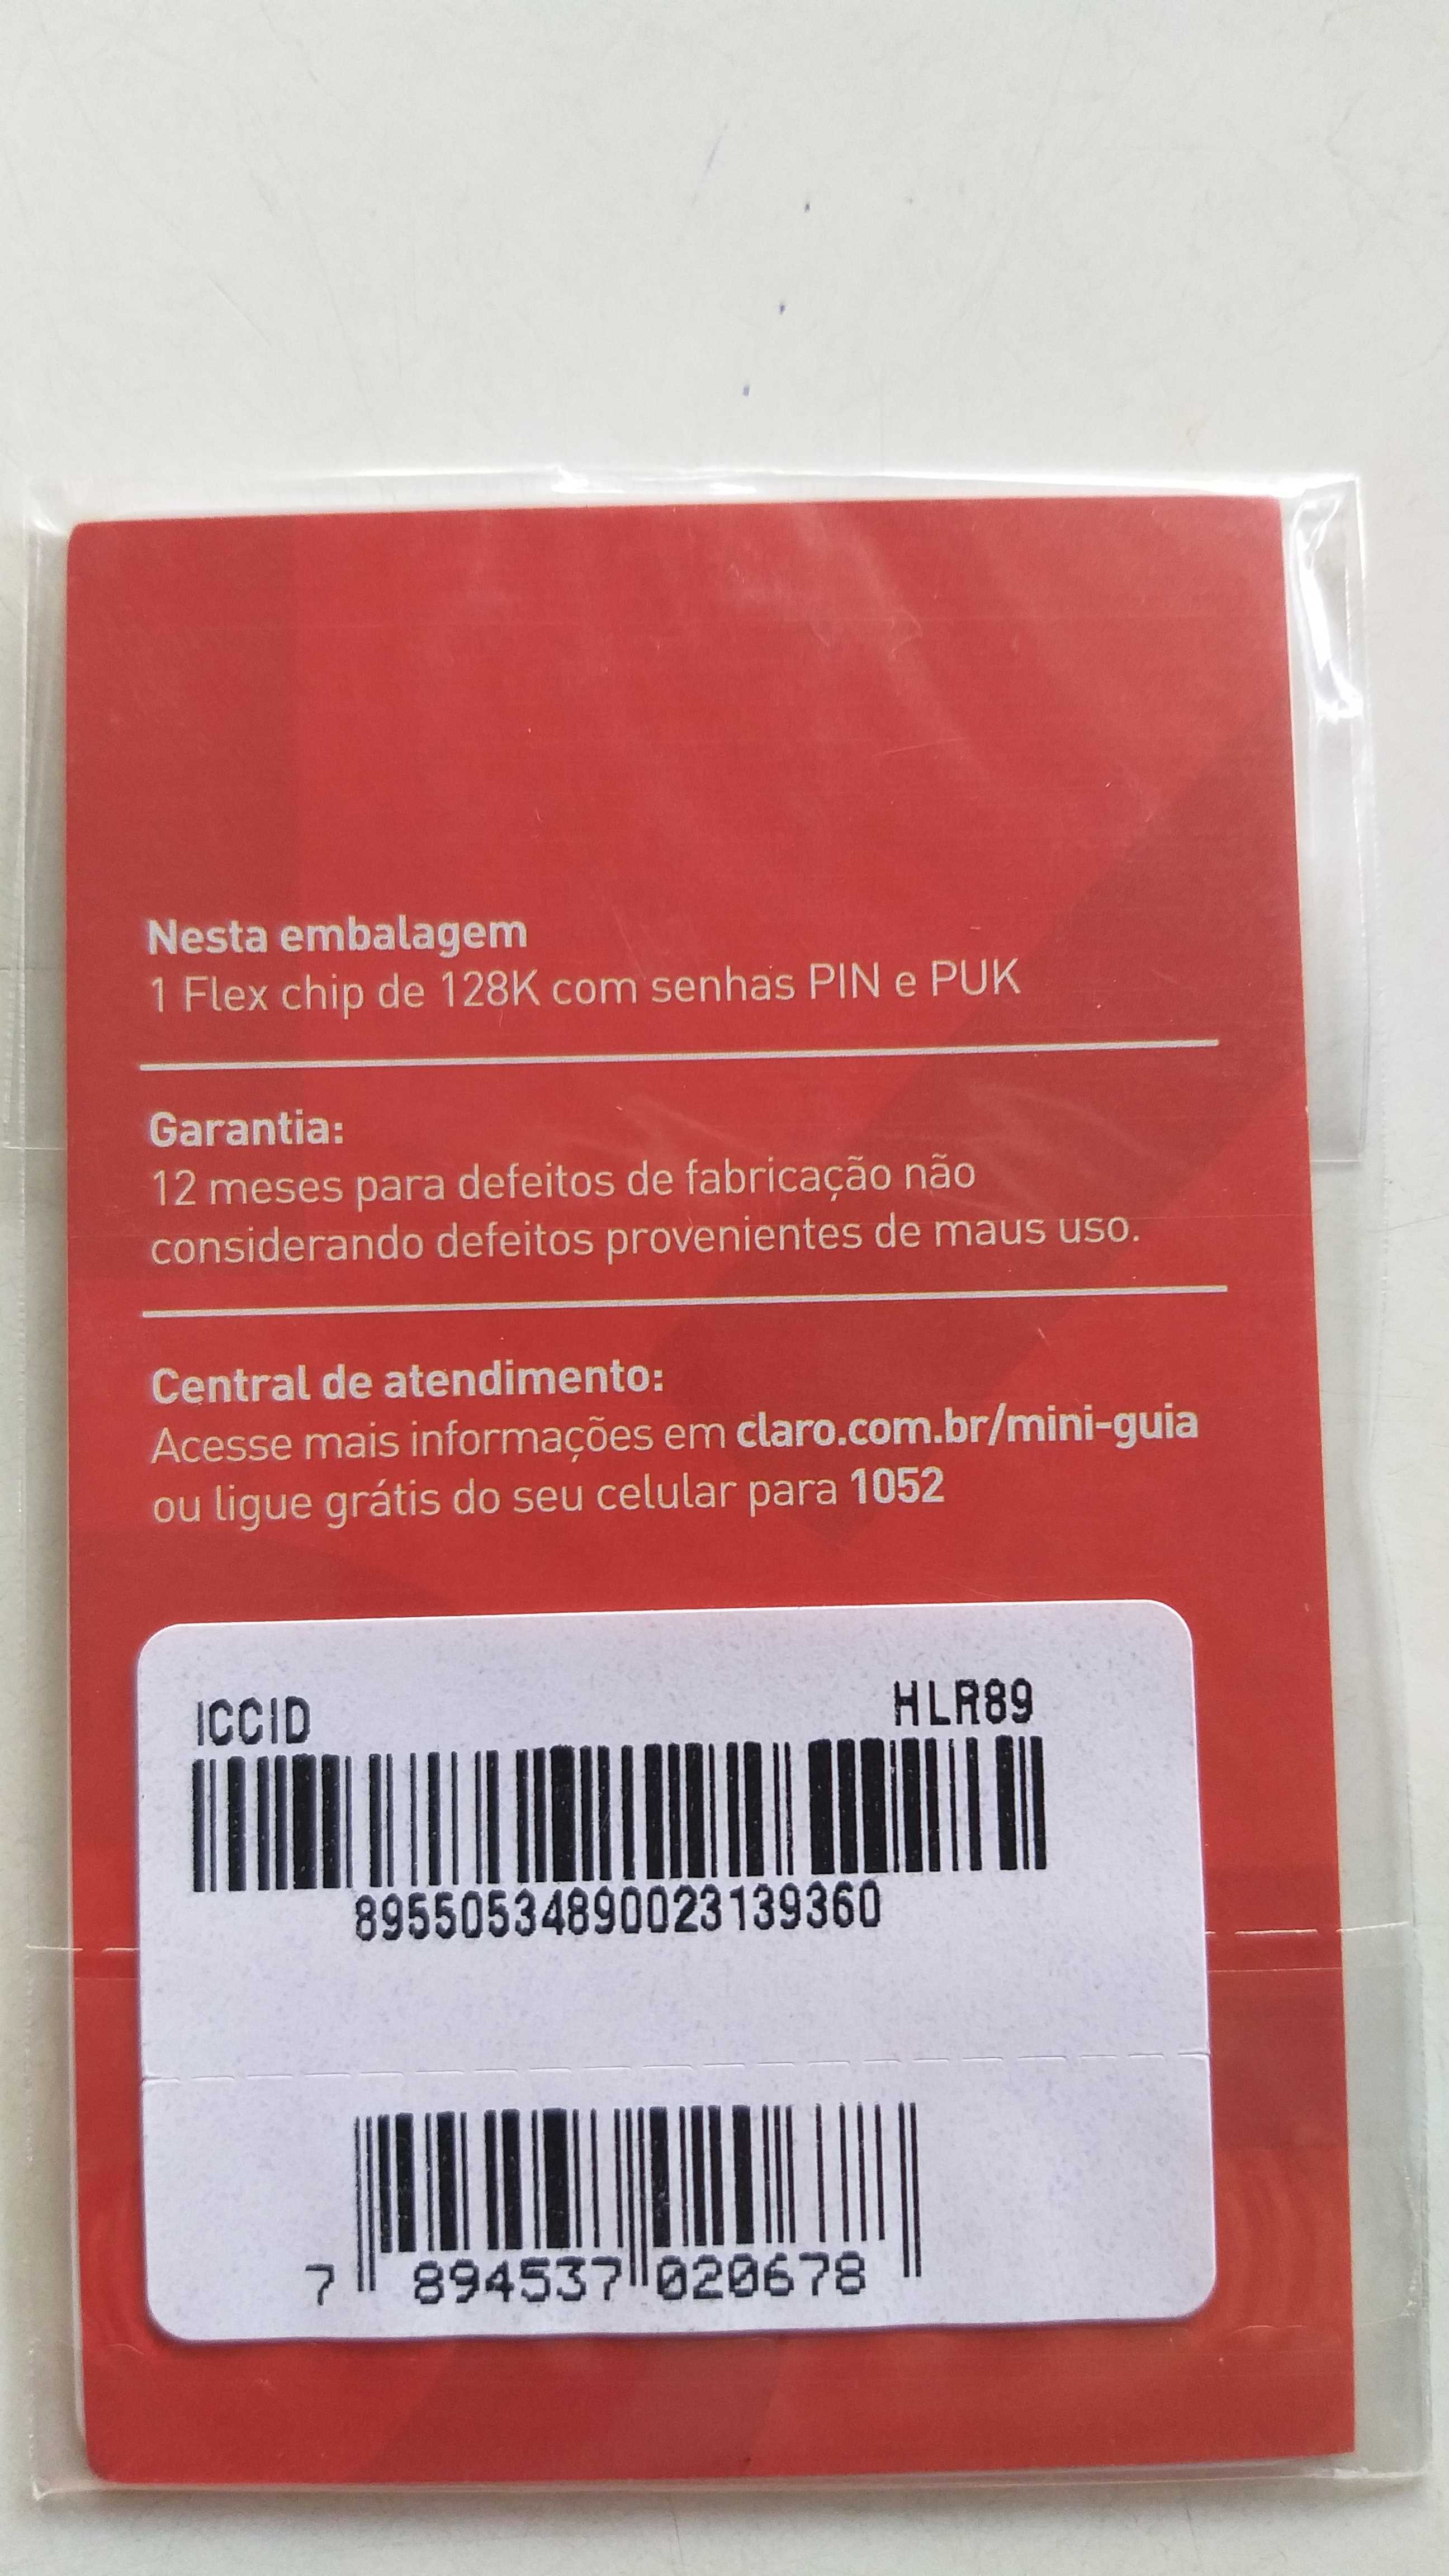 Nesta embalagem
1 Flex chip de 128K com senhas PIN e PUK
Garantia:
12 meses para defeitos de fabricação não
considerando defeitos provenientes de maus uso.
Central de atendimento:
Acesse mais informações em claro.com.br/mini-guia
ou ligue grátis do seu celular para 1052
ICCID HLR89
89550534890023139360
7 894537 020678